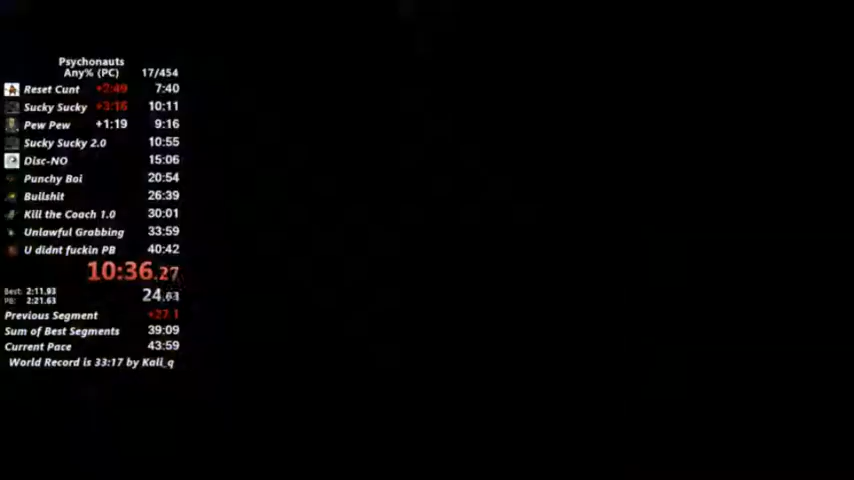 Psychonauts
Any% (PC) 17/454
Reset Cunt +2:49 7:40
Sucky Sucky +3:16 10:11
Pew Pew +1:19 9:16
Sucky Sucky 2.0 10:55
Disc-NO 15:06
Punchy Boi 20:54
Bullshit 26:39
Kill the Coach 1.0 30:01
Unlawful Grabbing 33:59
U didnt fuckin PB 40:42
10:36.27
Best: 2:11.93
PB: 2:21.63 24.61
Previous Segment +27.1
Sum of Best Segments 39:09
Current Pace 43:59
World Record is 33:17 by Kali_q